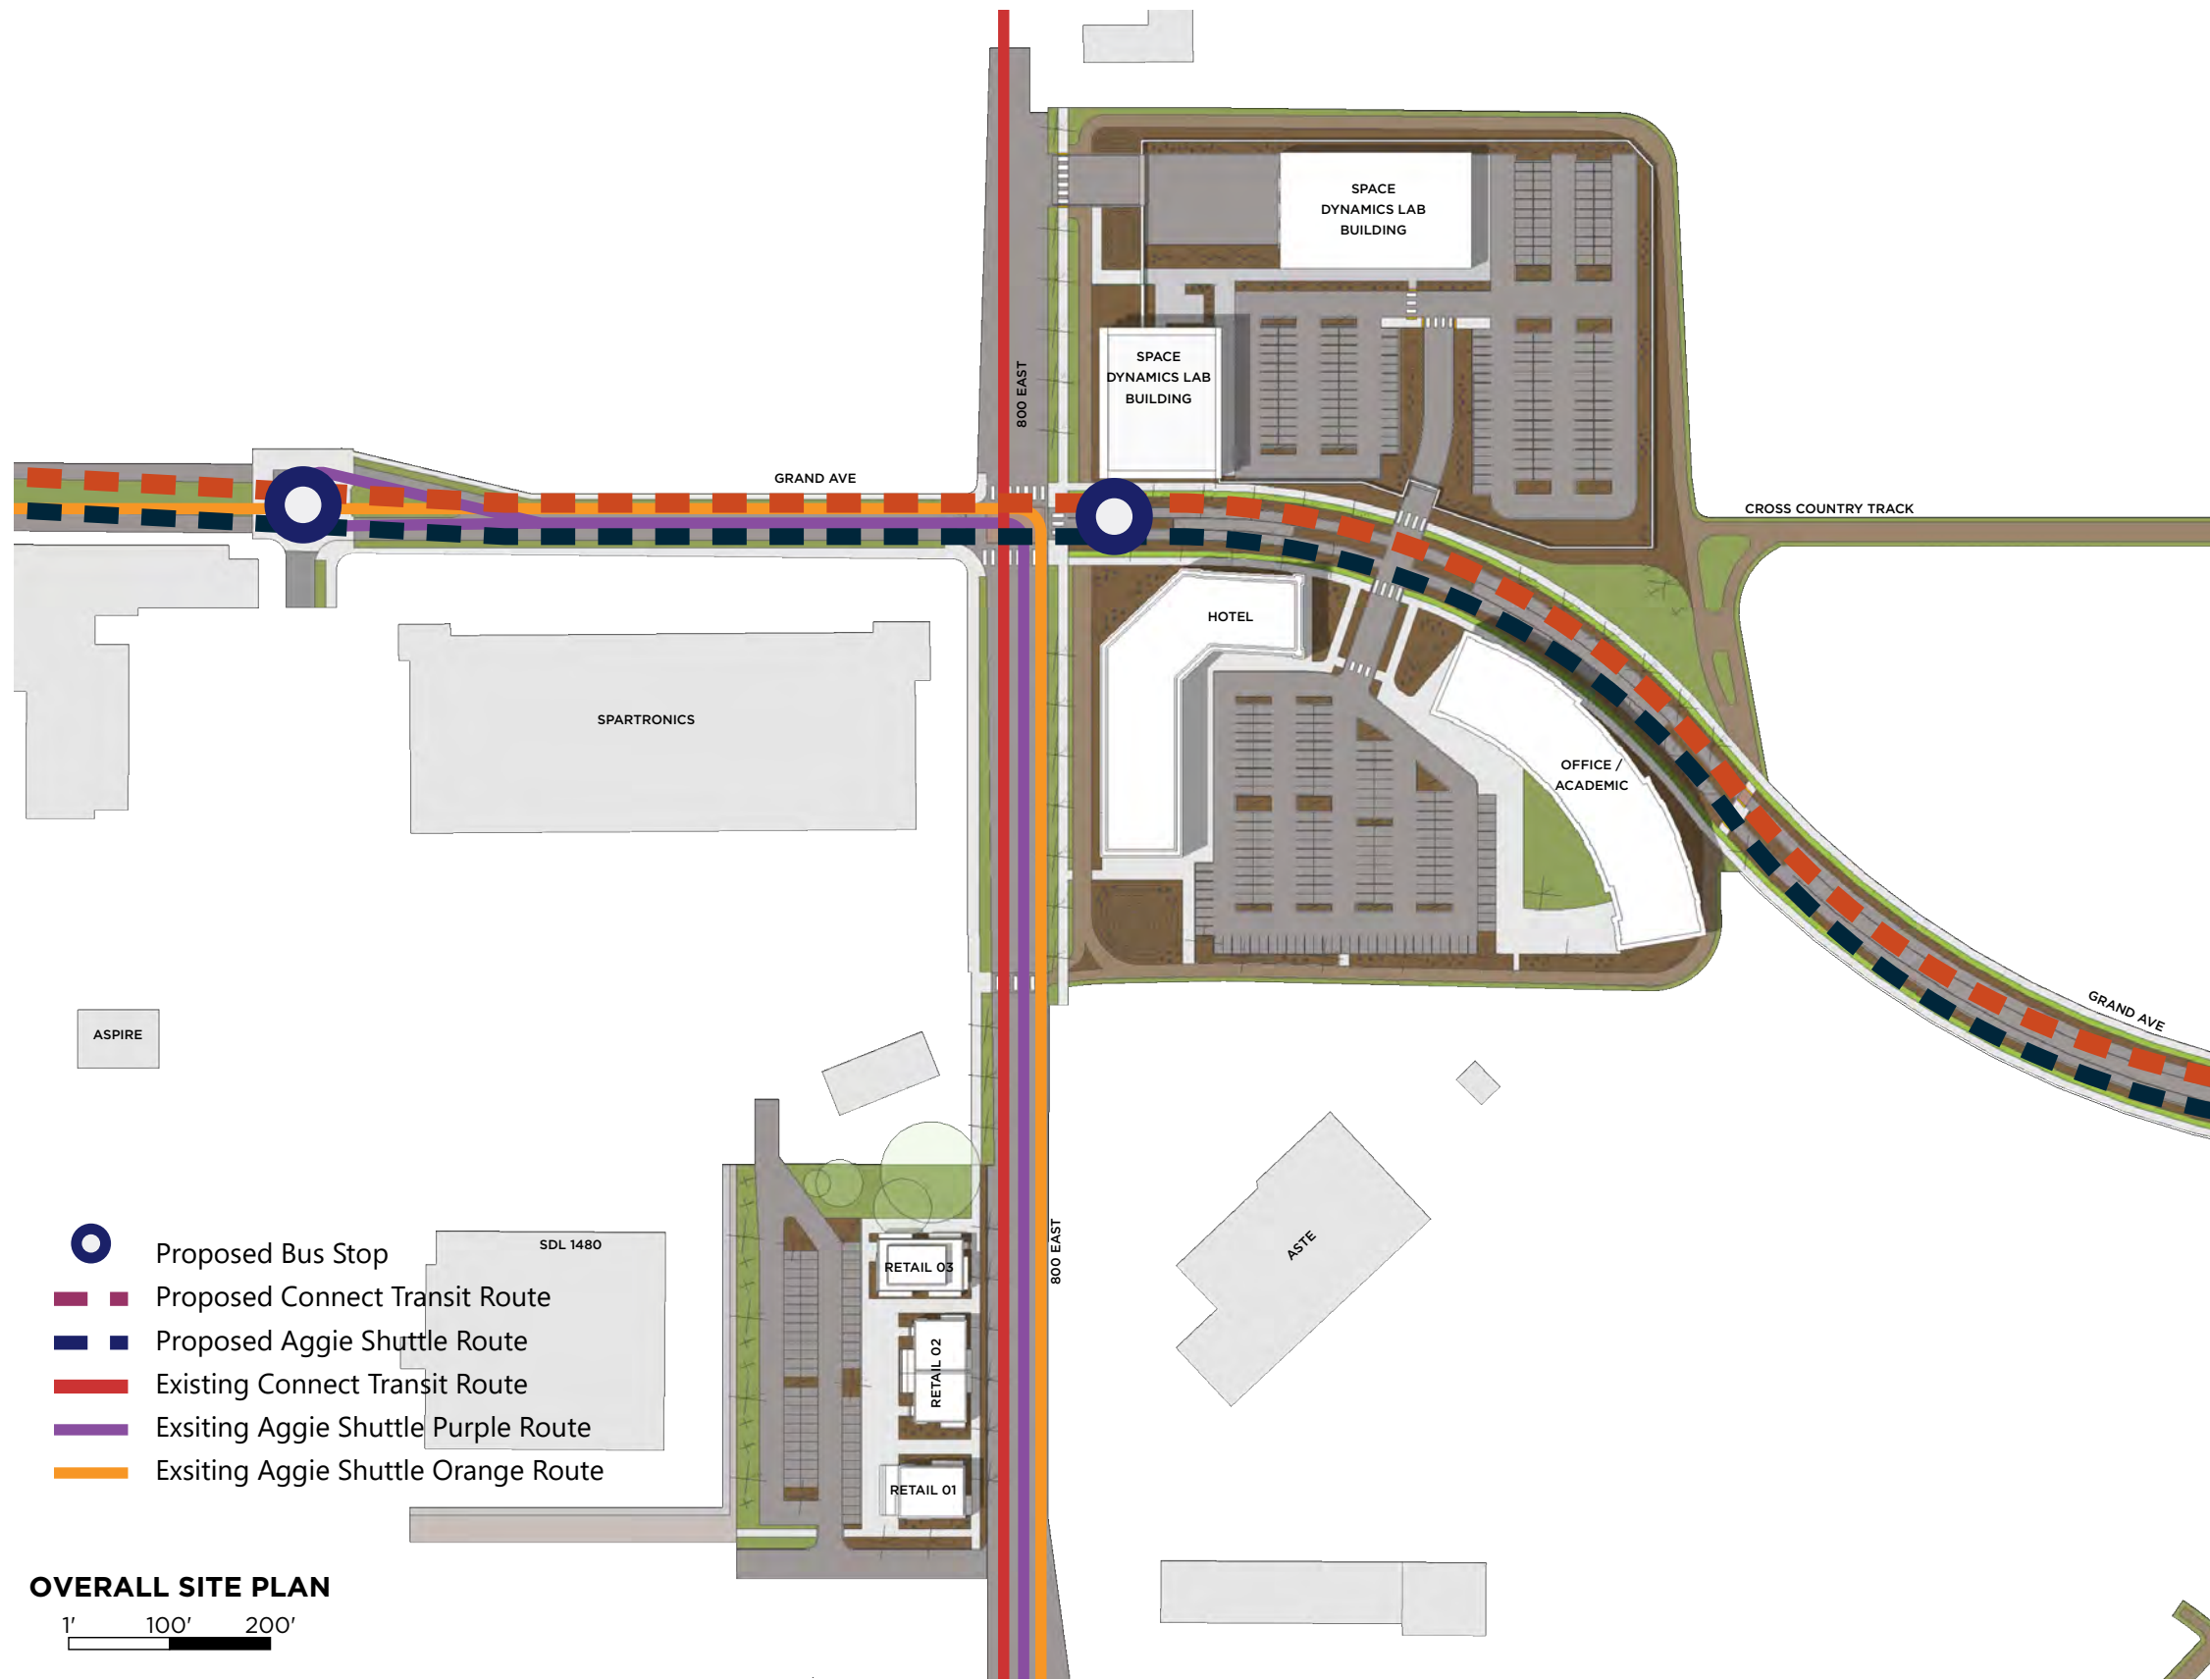 SPACE
DYNAMICS LAB
BUILDING
SPACE
DYNAMICS LAB
BUILDING
800 EAST
GRAND AVE
CROSS COUNTRY TRACK
HOTEL
SPARTRONICS
OFFICE /
ACADEMIC
GRAND AVE
ASPIRE
800 EAST
ASTE
SDL 1480
RETAIL 03
RETAIL 02
RETAIL 01
Proposed Bus Stop
Proposed Connect Transit Route
Proposed Aggie Shuttle Route
Existing Connect Transit Route
Exsiting Aggie Shuttle Purple Route
Exsiting Aggie Shuttle Orange Route
OVERALL SITE PLAN
1' 100' 200'